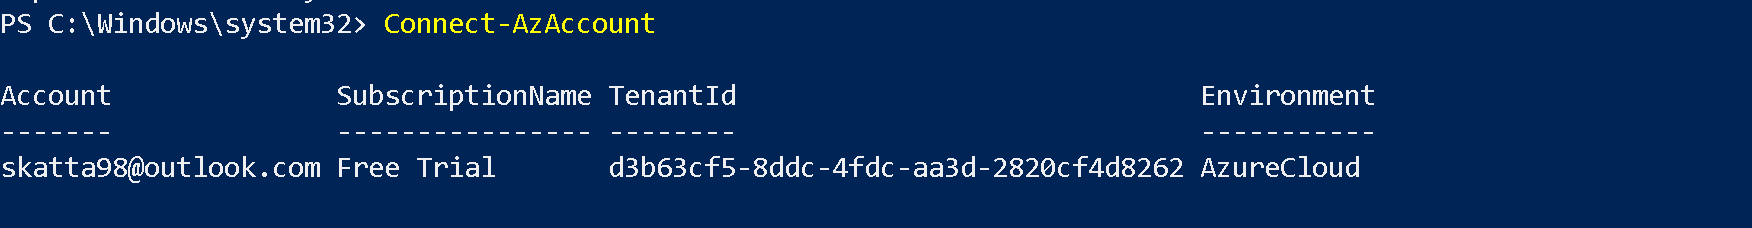 PS C:\Windows\system32> Connect-AzAccount
Account SubscriptionName TenantId Environment
------- ---------------- -------- -----------
skatta98@outlook.com Free Trial d3b63cf5-8ddc-4fdc-aa3d-2820cf4d8262 AzureCloud